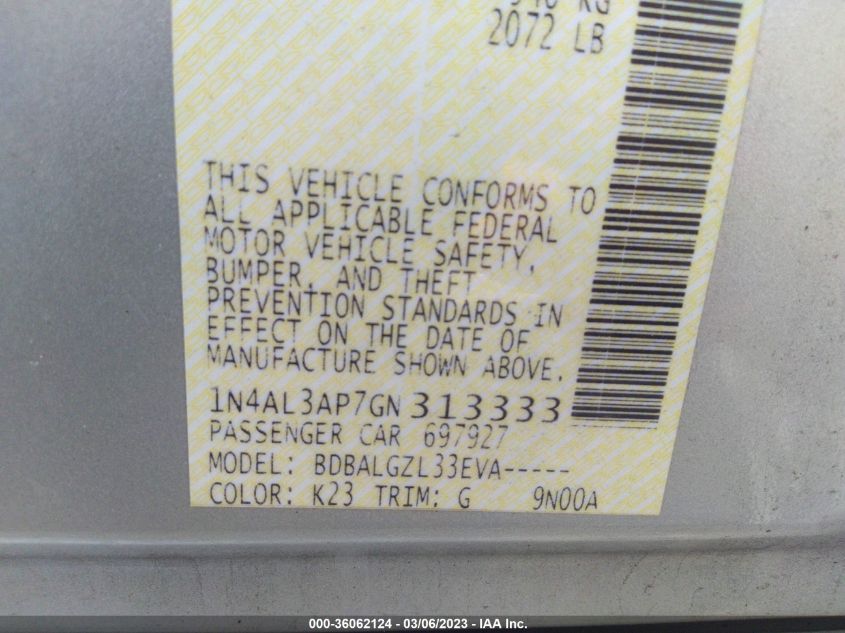 2072 LB
THIS VEHICLE CONFORMS TO
ALL APPLICABLE FEDERAL
MOTOR VEHICLE SAFETY,
BUMPER, AND THEFT
PREVENTION STANDARDS IN
EFFECT ON THE DATE OF
MANUFACTURE SHOWN ABOVE.
1N4AL3AP7GN313333
PASSENGER CAR 697927
MODEL: BDBALGZL33EVA-----
COLOR: K23 TRIM: G 9N00A
000-36062124 — 03/06/2023 — IAA Inc.